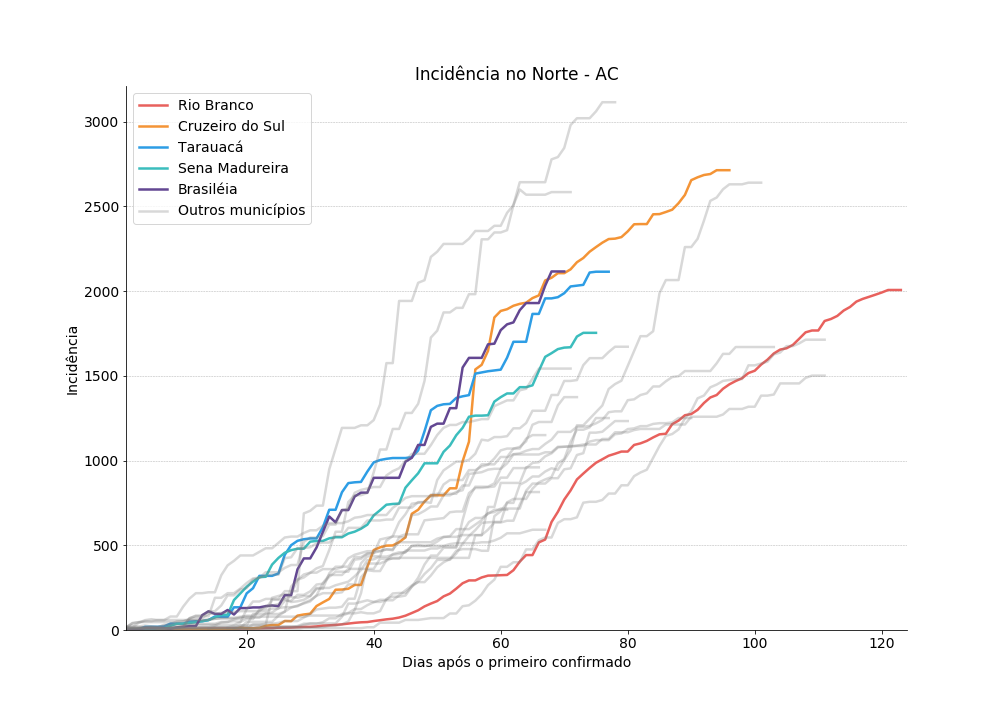 Incidência no Norte - AC
Rio Branco
Cruzeiro do Sul
Tarauacá
Sena Madureira
Brasiléia
Outros municípios
3000
2500
2000
1500
1000
500
0
Incidência
20 40 60 80 100 120
Dias após o primeiro confirmado